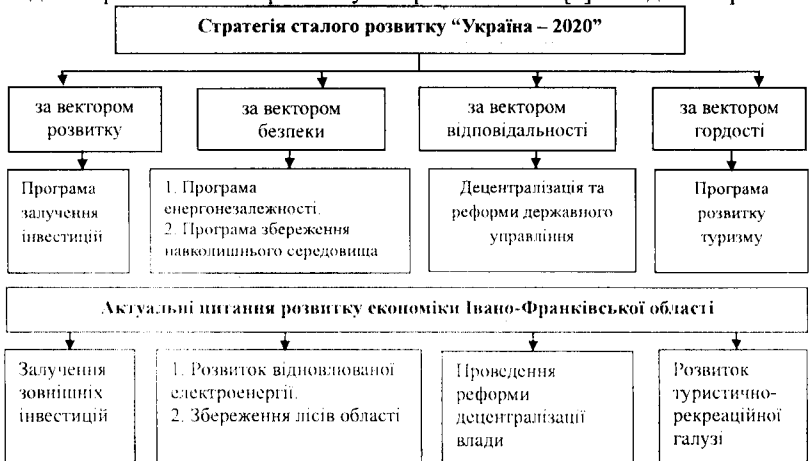 Стратегія сталого розвитку “Україна – 2020”
за вектором
розвитку
за вектором
безпеки
за вектором
відповідальності
за вектором
гордості
Програма
залучення
інвестицій
1. Програма
енергонезалежності.
2. Програма збереження
навколишнього середовища
Децентралізація та
реформи державного
управління
Програма
розвитку
туризму
Актуальні питання розвитку економіки Івано-Франківської області
Залучення
зовнішніх
інвестицій
1. Розвиток відновлюваної
електроенергії.
2. Збереження лісів області
Проведення
реформи
децентралізації
влади
Розвиток
туристично-
рекреаційної
галузі